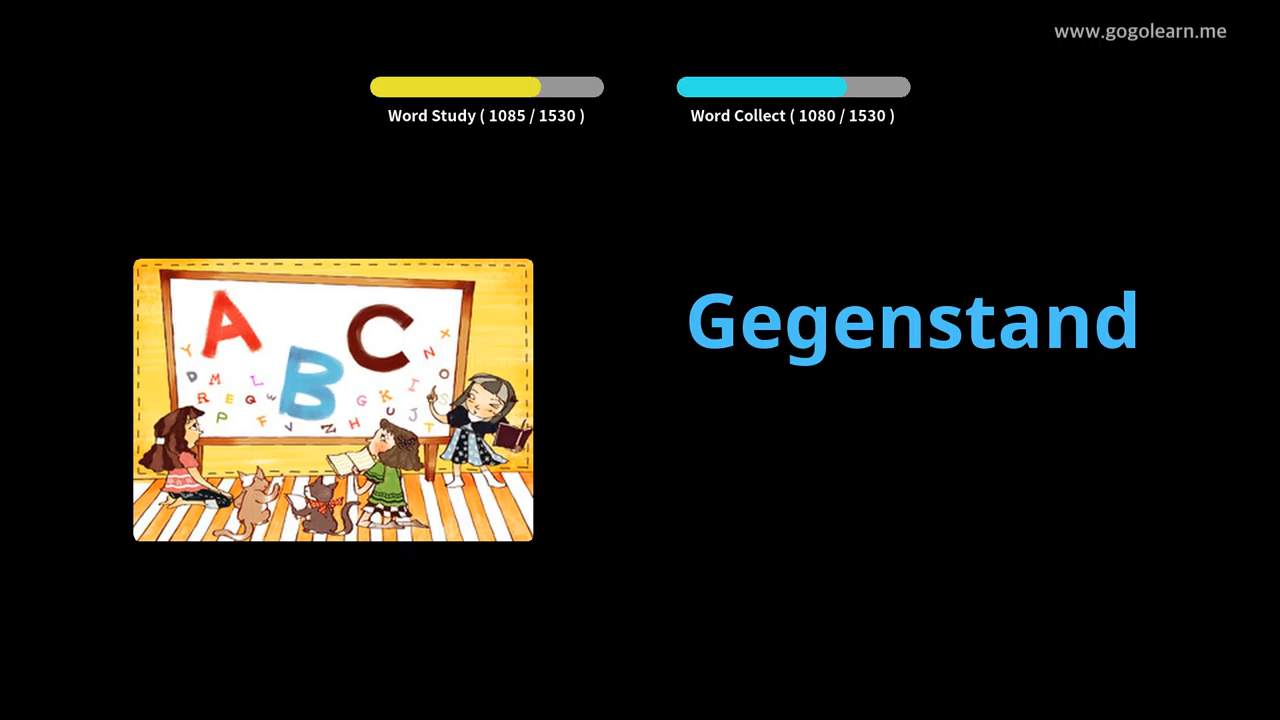 www.gogolearn.me
Word Study ( 1085 / 1530 )
Word Collect ( 1080 / 1530 )
Gegenstand
A
B
C
X
Y
N
D
M
L
O
I
R
E
Q
W
G
K
S
P
F
V
Z
H
U
J
T